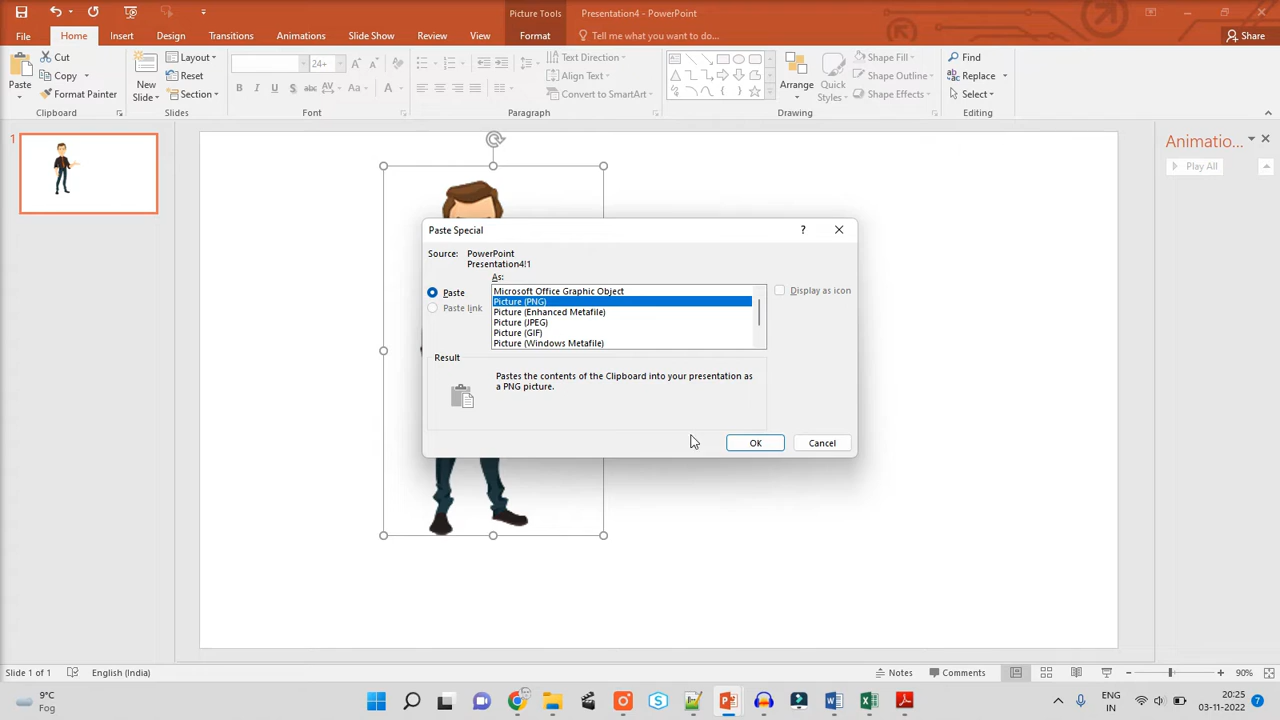 Picture Tools
Presentation4 - PowerPoint
File
Home
Insert
Design
Transitions
Animations
Slide Show
Review
View
Format
Tell me what you want to do...
Share
Paste
Cut
Copy
Format Painter
Clipboard
New
Slide
Layout
Reset
Section
Slides
24+
B
I
U
S
abc
AV
Aa
A
Font
Text Direction
Align Text
Convert to SmartArt
Paragraph
Arrange
Quick
Styles
Shape Fill
Shape Outline
Shape Effects
Drawing
Find
Replace
Select
Editing
1
Animatio...
Play All
Paste Special
?
Source:
PowerPoint
Presentation4!1
As:
Paste
Paste link
Microsoft Office Graphic Object
Picture (PNG)
Picture (Enhanced Metafile)
Picture (JPEG)
Picture (GIF)
Picture (Windows Metafile)
Display as icon
Result
Pastes the contents of the Clipboard into your presentation as
a PNG picture.
OK
Cancel
Slide 1 of 1
English (India)
Notes
Comments
90%
9°C
Fog
ENG
IN
20:25
03-11-2022
7